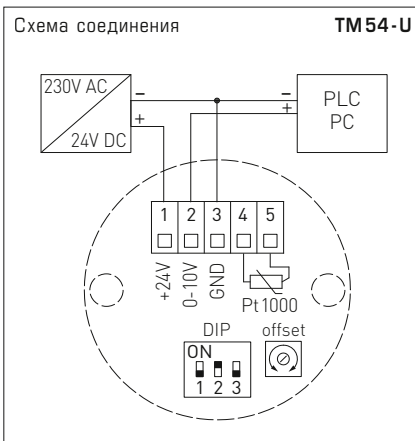 Схема соединения TM54-U
230V AC
24V DC
–
+
–
+
PLC
PC
1 2 3 4 5
+24V
0-10V
GND
Pt1000
DIP
offset
ON
1 2 3